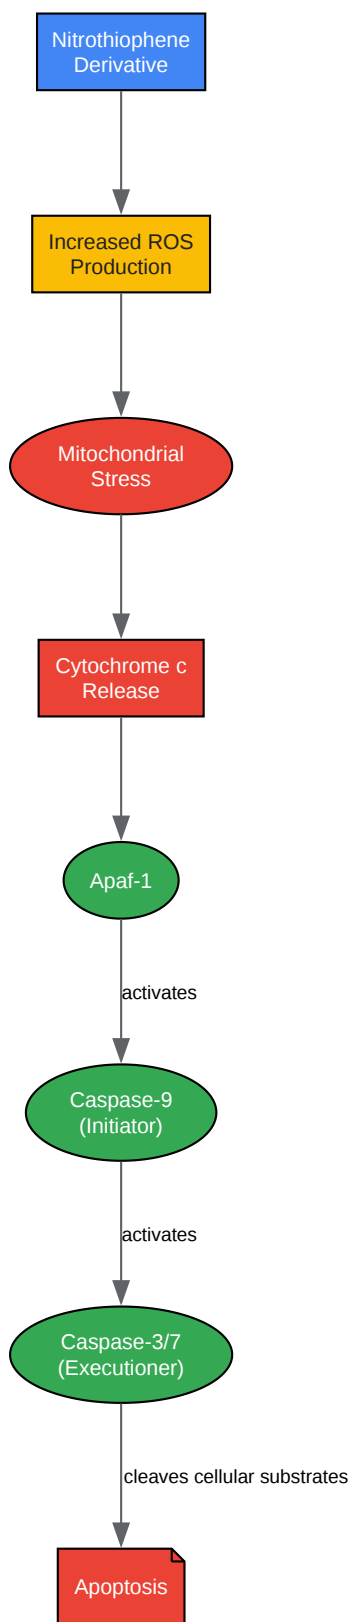 Nitrothiophene
Derivative
Increased ROS
Production
Mitochondrial
Stress
Cytochrome c
Release
Apaf-1
activates
Caspase-9
(Initiator)
activates
Caspase-3/7
(Executioner)
cleaves cellular substrates
Apoptosis